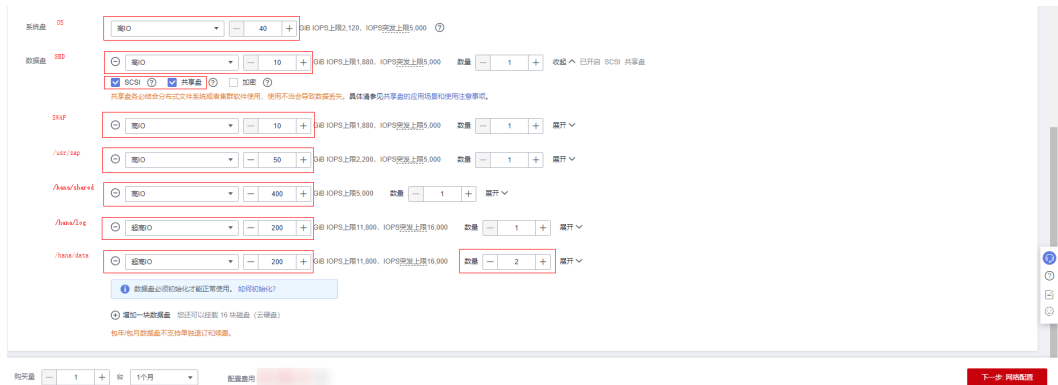 系统盘 OS 高IO 40 GiB IOPS上限2,120，IOPS突发上限5,000
数据盘 SBD 高IO 10 GiB IOPS上限1,880，IOPS突发上限5,000 数量 1 收起 已开启 SCSI 共享盘
SCSI 共享盘 加密
共享盘务必结合分布式文件系统或者集群软件使用，使用不当会导致数据丢失，具体请参见共享盘的应用场景和使用注意事项。
SWAP 高IO 10 GiB IOPS上限1,880，IOPS突发上限5,000 数量 1 展开
/usr/sap 高IO 50 GiB IOPS上限2,200，IOPS突发上限5,000 数量 1 展开
/hana/shared 高IO 400 GiB IOPS上限5,000 数量 1 展开
/hana/log 超高IO 200 GiB IOPS上限11,800，IOPS突发上限16,000 数量 1 展开
/hana/data 超高IO 200 GiB IOPS上限11,800，IOPS突发上限16,000 数量 2 展开
数据盘必须初始化才能正常使用。 如何初始化?
增加一块数据盘 您还可以挂载 16 块磁盘（云硬盘）
包年/包月数据盘不支持单独退订和续费。
购买量 1 台 1个月 配置费用 下一步: 网络配置